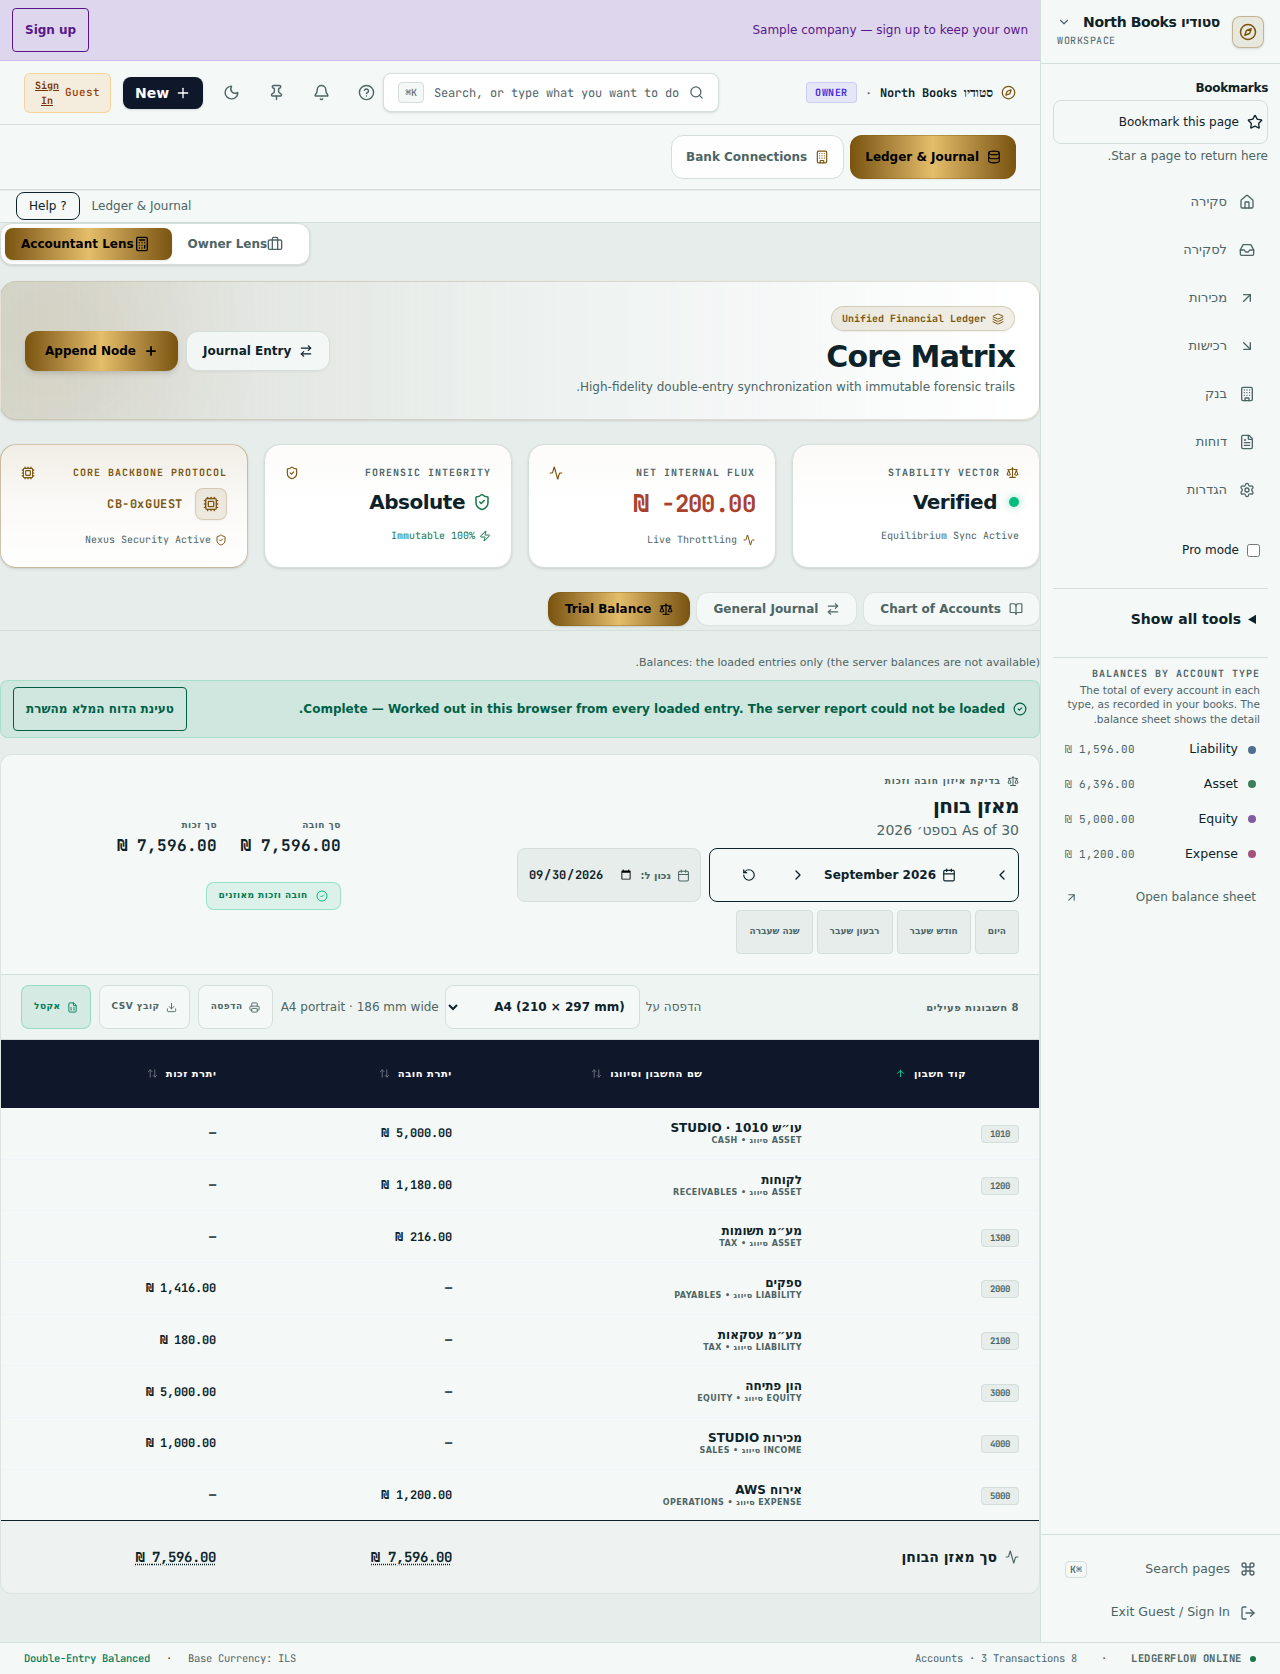 Sample company — sign up to keep your own
Sign up
North Books סטודיו
WORKSPACE
North Books סטודיו · OWNER
Search, or type what you want to do
⌘K
New
Guest
Sign In
Bookmarks
Bookmark this page
Star a page to return here.
סקירה
לסקירה
מכירות
רכישות
בנק
דוחות
הגדרות
Pro mode
Show all tools
BALANCES BY ACCOUNT TYPE
The total of every account in each
type, as recorded in your books. The
balance sheet shows the detail.
Liability ₪ 1,596.00
Asset ₪ 6,396.00
Equity ₪ 5,000.00
Expense ₪ 1,200.00
Open balance sheet
Search pages
K⌘
Exit Guest / Sign In
Ledger & Journal
Bank Connections
Ledger & Journal
Help ?
Owner Lens
Accountant Lens
Unified Financial Ledger
Core Matrix
High-fidelity double-entry synchronization with immutable forensic trails.
Journal Entry
Append Node
STABILITY VECTOR
Verified
Equilibrium Sync Active
NET INTERNAL FLUX
₪ -200.00
Live Throttling
FORENSIC INTEGRITY
Absolute
Immutable 100%
CORE BACKBONE PROTOCOL
CB-0xGUEST
Nexus Security Active
Chart of Accounts
General Journal
Trial Balance
Balances: the loaded entries only (the server balances are not available).
Complete — Worked out in this browser from every loaded entry. The server report could not be loaded.
טעינת הדוח המלא מהשרת
בדיקת איזון חובה וזכות
מאזן בוחן
As of 30 בספט׳ 2026
September 2026
נכון ל:
09/30/2026
היום
חודש שעבר
רבעון שעבר
שנה שעברה
סך חובה
₪ 7,596.00
סך זכות
₪ 7,596.00
חובה וזכות מאוזנים
8 חשבונות פעילים
הדפסה על
A4 (210 × 297 mm)
A4 portrait · 186 mm wide
הדפסה
קובץ CSV
אקסל
קוד חשבון
שם החשבון וסיווגו
יתרת חובה
יתרת זכות
1010 עו״ש STUDIO · 1010 ₪ 5,000.00 —
ASSET סיווג • CASH
1200 לקוחות ₪ 1,180.00 —
ASSET סיווג • RECEIVABLES
1300 מע״מ תשומות ₪ 216.00 —
ASSET סיווג • TAX
2000 ספקים — ₪ 1,416.00
LIABILITY סיווג • PAYABLES
2100 מע״מ עסקאות — ₪ 180.00
LIABILITY סיווג • TAX
3000 הון פתיחה — ₪ 5,000.00
EQUITY סיווג • EQUITY
4000 מכירות STUDIO — ₪ 1,000.00
INCOME סיווג • SALES
5000 אירוח AWS ₪ 1,200.00 —
EXPENSE סיווג • OPERATIONS
סך מאזן הבוחן ₪ 7,596.00 ₪ 7,596.00
LEDGERFLOW ONLINE · Accounts · 3 Transactions 8
Base Currency: ILS · Double-Entry Balanced